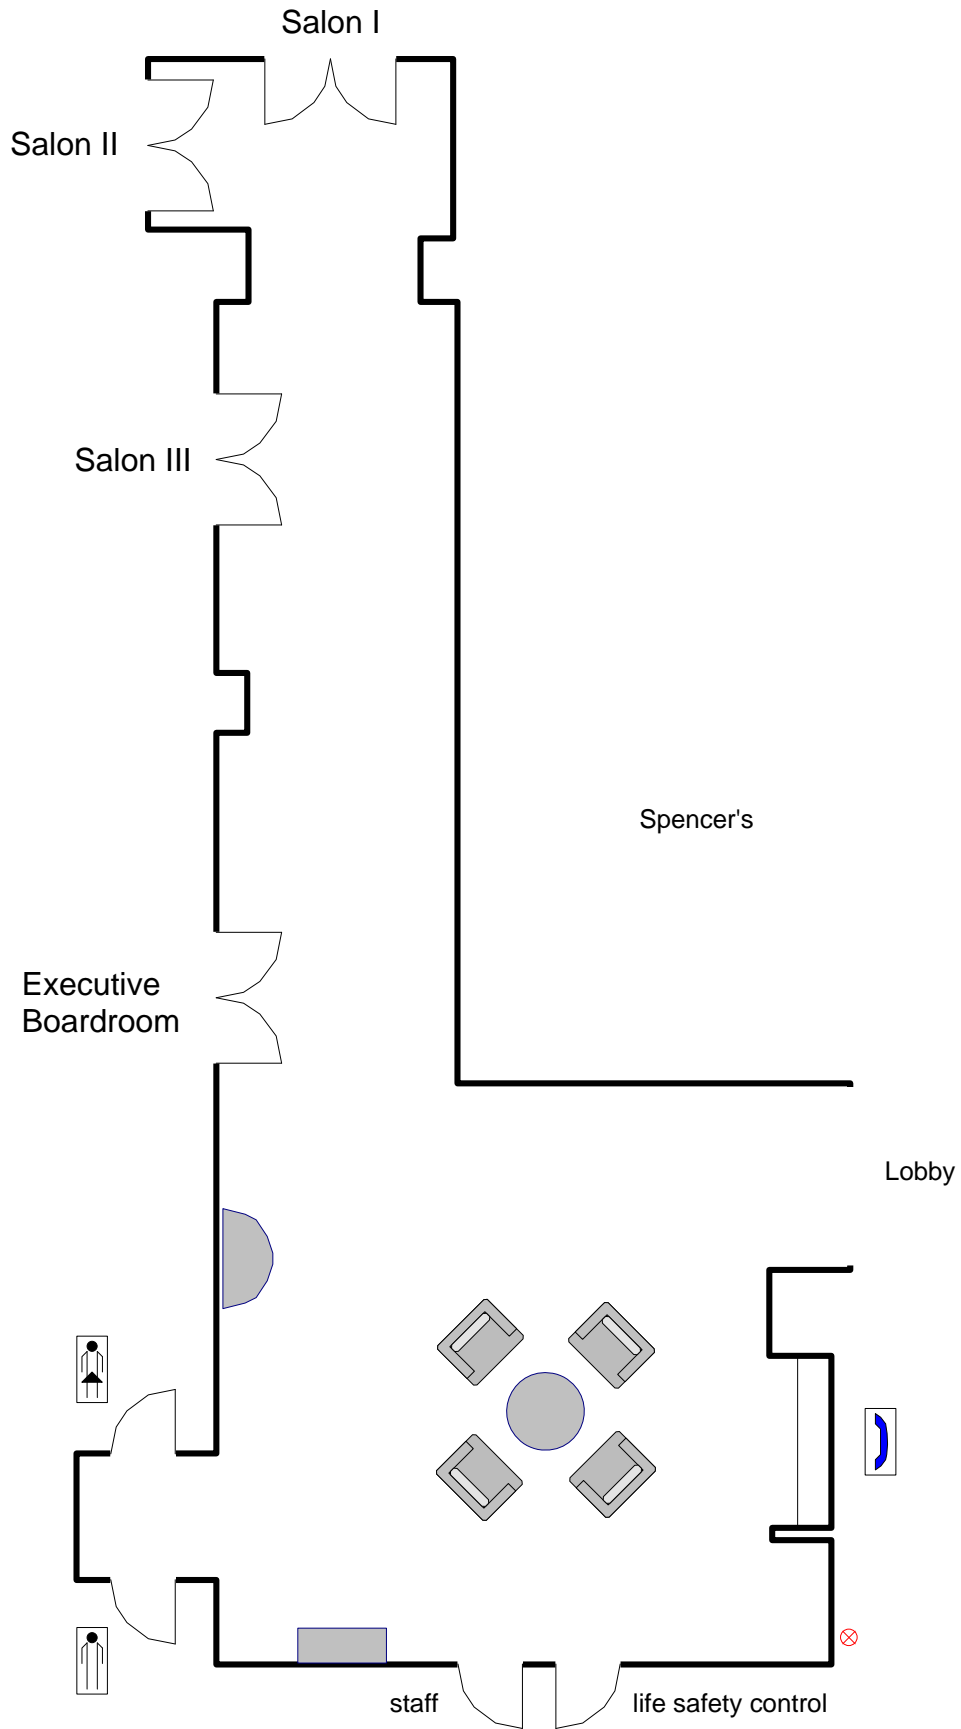 Salon I
Salon II
Salon III
Spencer's
Executive
Boardroom
Lobby
staff
life safety control